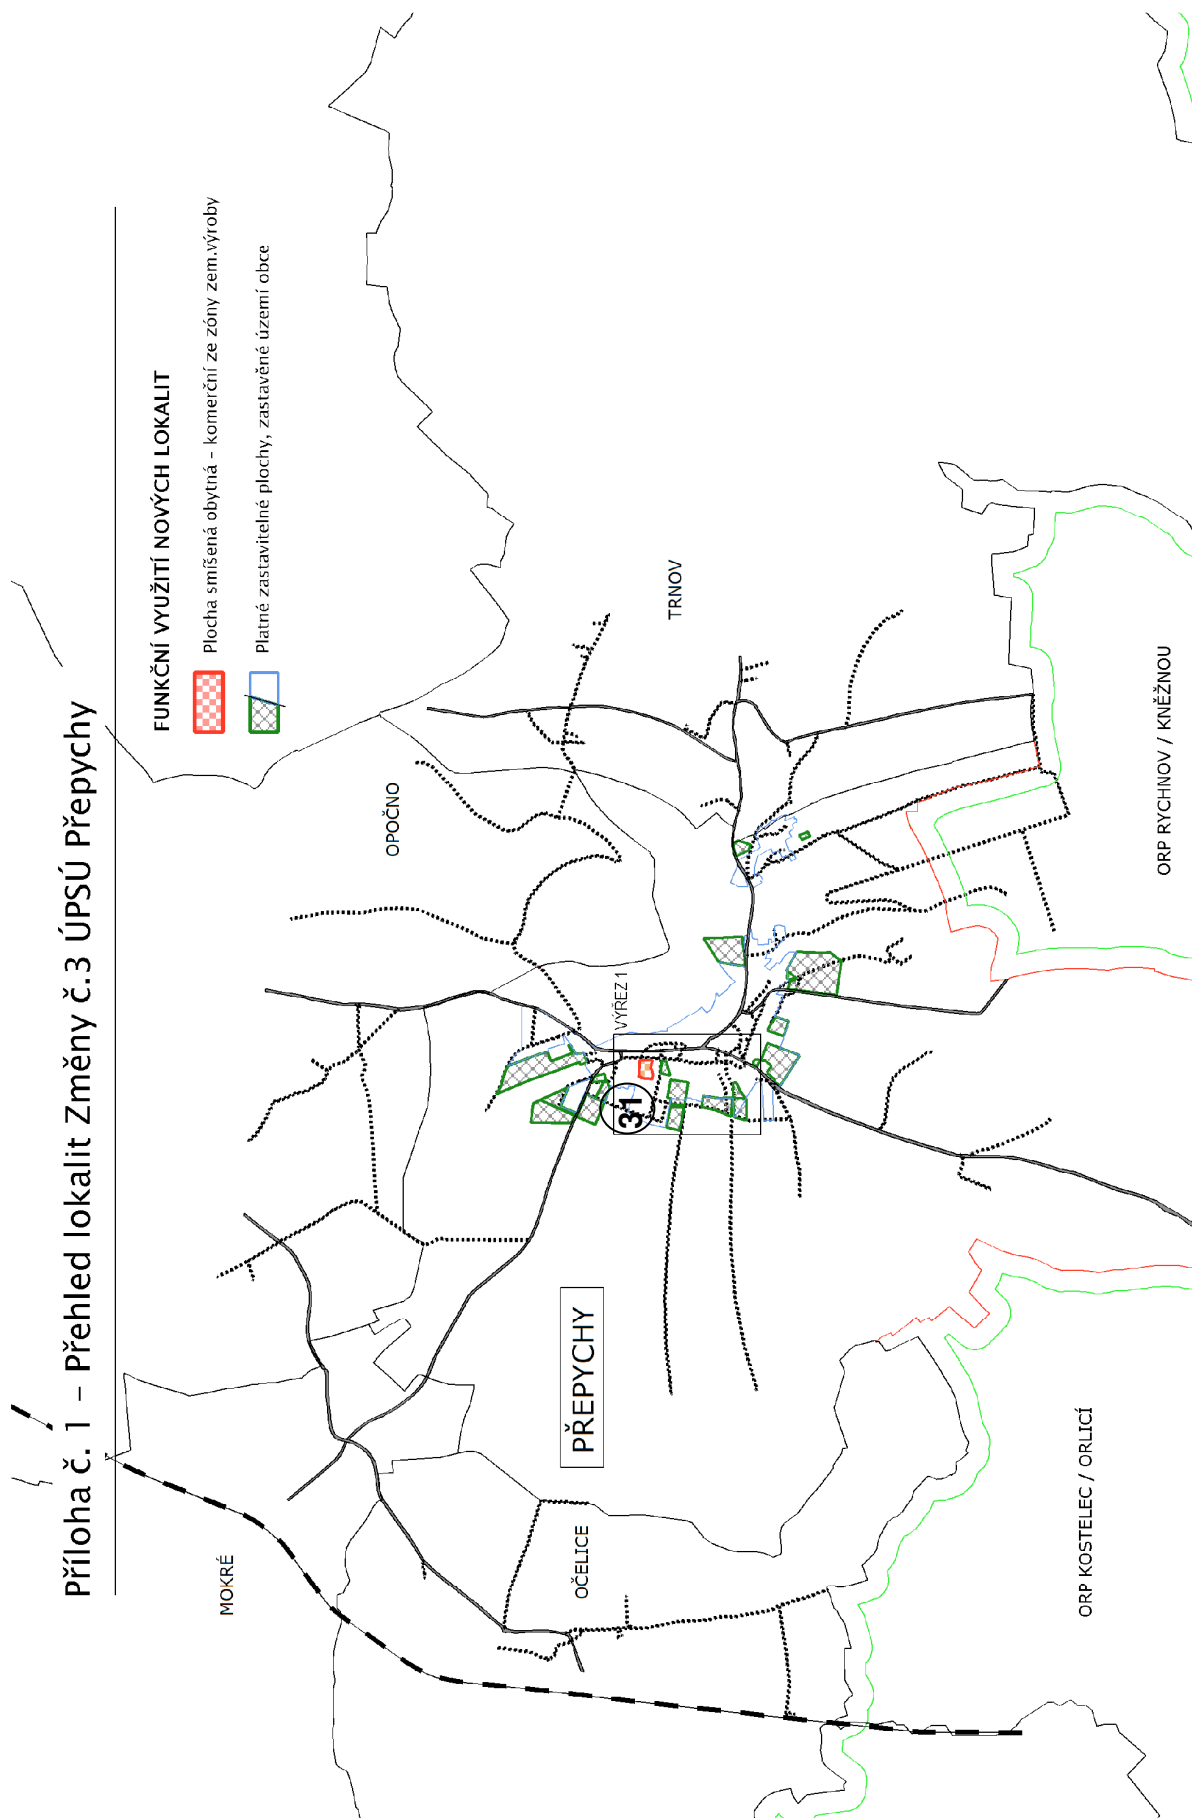 Příloha č. 1 – Přehled lokalit Změny č.3 ÚPSÚ Přepychy
FUNKČNÍ VYUŽITÍ NOVÝCH LOKALIT
Plocha smíšená obytná - komerční ze zóny zem.výroby
Platné zastavitelné plochy, zastavěné území obce
MOKRÉ
OPOČNO
TRNOV
OČELICE
PŘEPYCHY
VÝŘEZ 1
31
ORP KOSTELEC / ORLICÍ
ORP RYCHNOV / KNĚŽNOU